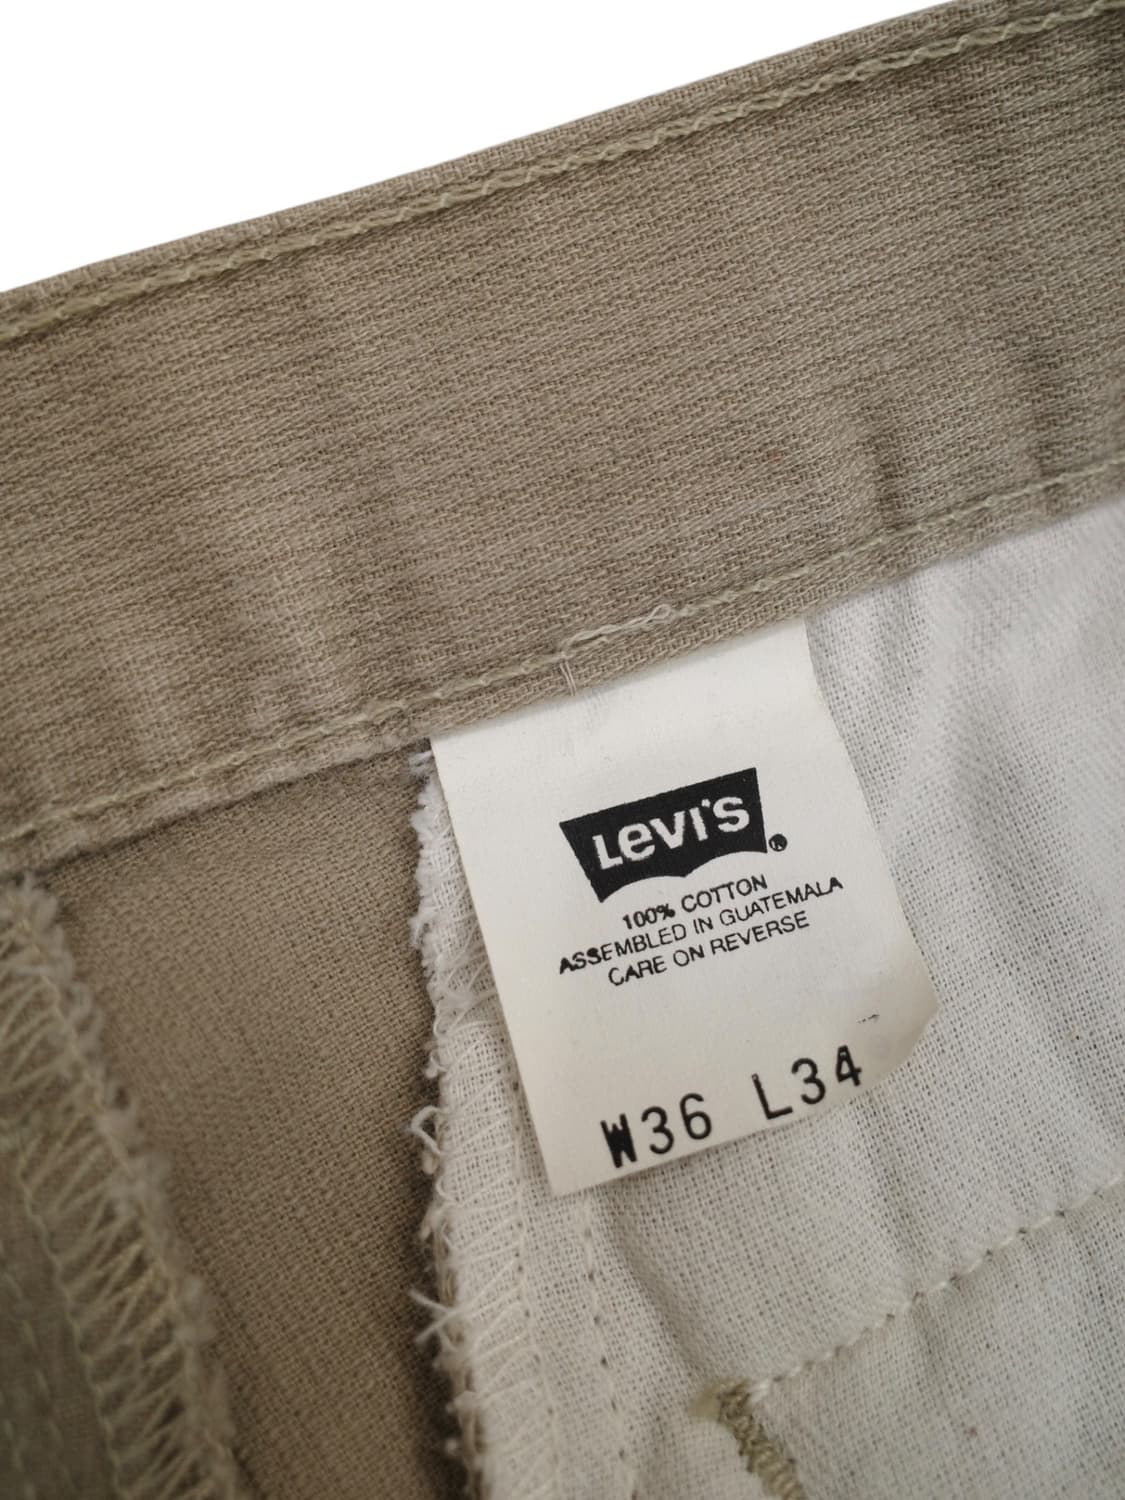 Levi's ®
100% COTTON
ASSEMBLED IN GUATEMALA
CARE ON REVERSE
W36 L34